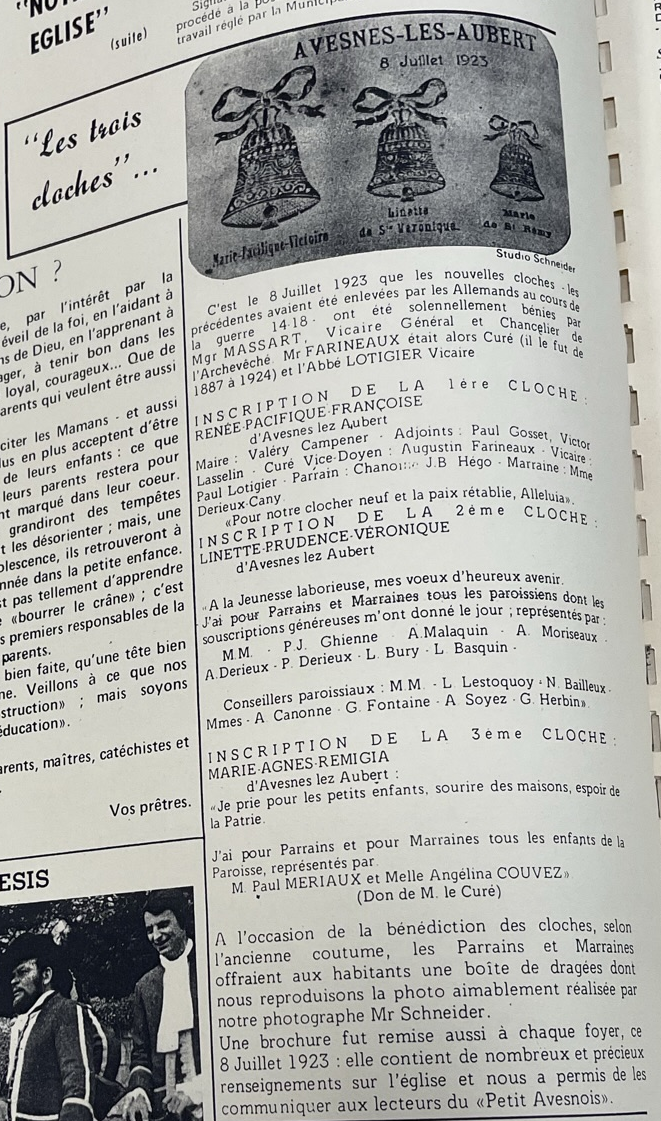 EGLISE”
(suite)
procédé à la
travail réglé par la
“Les trois
cloches”...
AVESNES-LES-AUBERT
8 Juillet 1923
Marie-Pacifique-Victoire
Linette
de Ste Véronique
Marie
de St Rémy
Studio Schneider
ON ?
e, par l'intérêt par la
éveil de la foi, en l'aidant à
ns de Dieu, en l'apprenant à
ager, à tenir bon dans les
loyal, courageux... Que de
arents qui veulent être aussi
citer les Mamans - et aussi
lus en plus acceptent d'être
de leurs enfants : ce que
leurs parents restera pour
nt marqué dans leur coeur.
grandiront des tempêtes
t les désorienter ; mais, une
olescence, ils retrouveront à
nnée dans la petite enfance.
st pas tellement d'apprendre
e «bourrer le crâne» ; c'est
s premiers responsables de la
parents.
bien faite, qu'une tête bien
ne. Veillons à ce que nos
struction» ; mais soyons
éducation».
arents, maîtres, catéchistes et
Vos prêtres.
ESIS
C'est le 8 Juillet 1923 que les nouvelles cloches - les
précédentes avaient été enlevées par les Allemands au cours de
la guerre 14-18 - ont été solennellement bénies par
Mgr MASSART, Vicaire Général et Chancelier de
l'Archevêché. Mr FARINEAUX était alors Curé (il le fut de
1887 à 1924) et l'Abbé LOTIGIER Vicaire
INSCRIPTION DE LA 1ère CLOCHE :
RENÉE-PACIFIQUE-FRANÇOISE
d'Avesnes lez Aubert
Maire : Valéry Campener - Adjoints : Paul Gosset, Victor
Lasselin - Curé Vice-Doyen : Augustin Farineaux - Vicaire :
Paul Lotigier - Parrain : Chanoine J.B Hégo - Marraine : Mme
Derieux-Cany.
«Pour notre clocher neuf et la paix rétablie, Alleluia».
INSCRIPTION DE LA 2ème CLOCHE :
LINETTE-PRUDENCE-VÉRONIQUE
d'Avesnes lez Aubert
«A la Jeunesse laborieuse, mes voeux d'heureux avenir.
J'ai pour Parrains et Marraines tous les paroissiens dont les
souscriptions généreuses m'ont donné le jour ; représentés par :
M.M. - P.J. Ghienne - A.Malaquin - A. Moriseaux -
A.Derieux - P. Derieux - L. Bury - L. Basquin -
Conseillers paroissiaux : M.M. - L. Lestoquoy - N. Bailleux -
Mmes - A. Canonne - G. Fontaine - A. Soyez - G. Herbin».
INSCRIPTION DE LA 3ème CLOCHE :
MARIE-AGNES-REMIGIA
d'Avesnes lez Aubert :
«Je prie pour les petits enfants, sourire des maisons, espoir de
la Patrie.
J'ai pour Parrains et pour Marraines tous les enfants de la
Paroisse, représentés par
M. Paul MERIAUX et Melle Angélina COUVEZ»
(Don de M. le Curé)
A l'occasion de la bénédiction des cloches, selon
l'ancienne coutume, les Parrains et Marraines
offraient aux habitants une boîte de dragées dont
nous reproduisons la photo aimablement réalisée par
notre photographe Mr Schneider.
Une brochure fut remise aussi à chaque foyer, ce
8 Juillet 1923 : elle contient de nombreux et précieux
renseignements sur l'église et nous a permis de les
communiquer aux lecteurs du «Petit Avesnois».